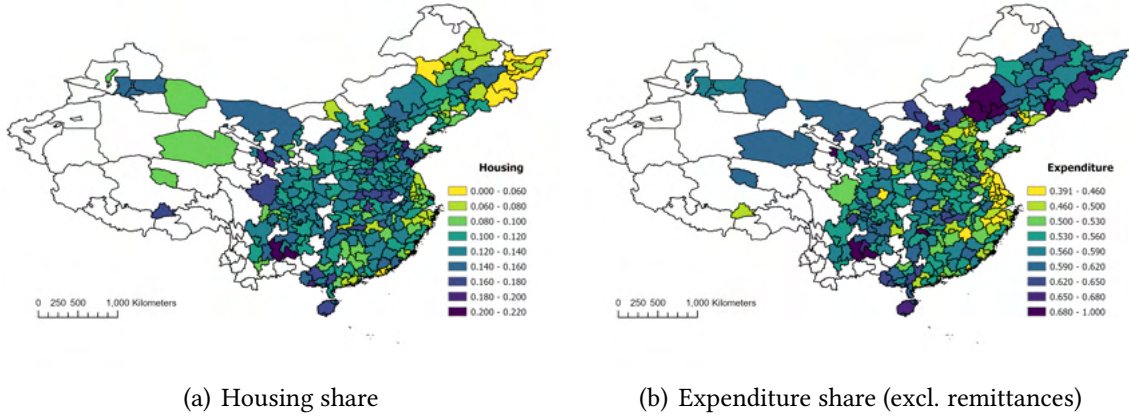 Housing
0.000 - 0.060
0.060 - 0.080
0.080 - 0.100
0.100 - 0.120
0.120 - 0.140
0.140 - 0.160
0.160 - 0.180
0.180 - 0.200
0.200 - 0.220
0 250 500 1,000 Kilometers
(a) Housing share
Expenditure
0.391 - 0.460
0.460 - 0.500
0.500 - 0.530
0.530 - 0.560
0.560 - 0.590
0.590 - 0.620
0.620 - 0.650
0.650 - 0.680
0.680 - 1.000
0 250 500 1,000 Kilometers
(b) Expenditure share (excl. remittances)